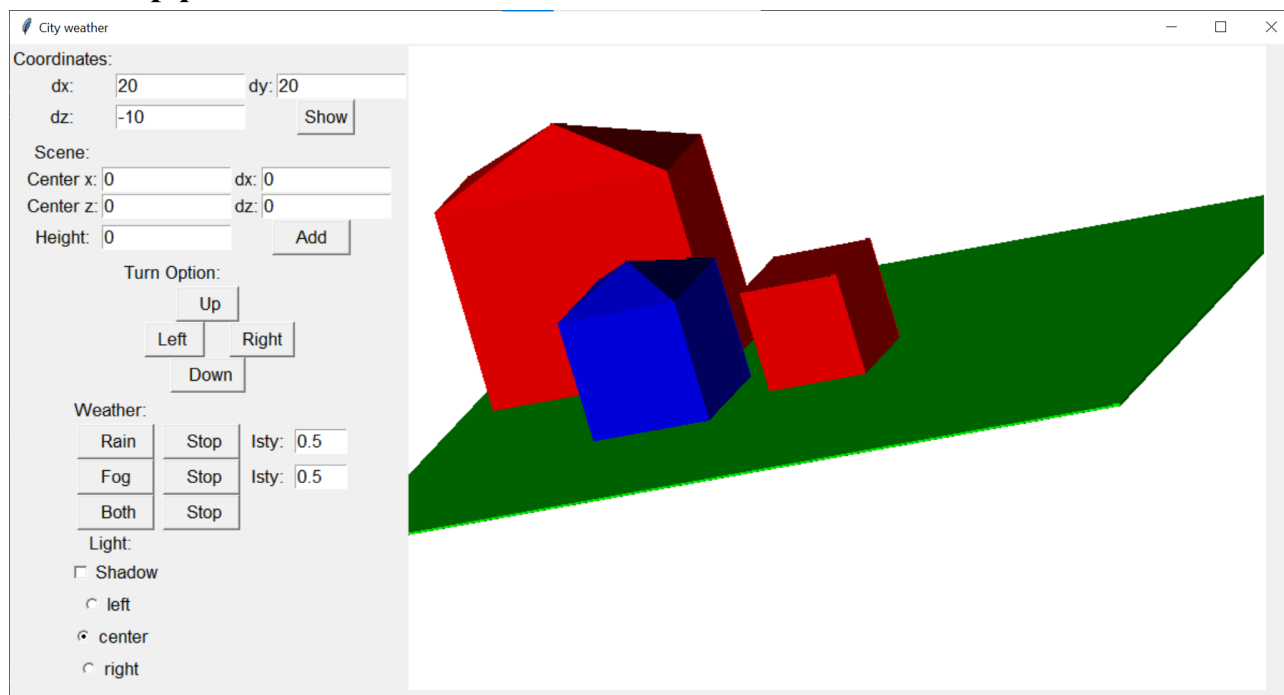 City weather
Coordinates:
dx: 20 dy: 20
dz: -10 Show
Scene:
Center x: 0 dx: 0
Center z: 0 dz: 0
Height: 0 Add
Turn Option:
Up
Left Right
Down
Weather:
Rain Stop Isty: 0.5
Fog Stop Isty: 0.5
Both Stop
Light:
Shadow
left
center
right